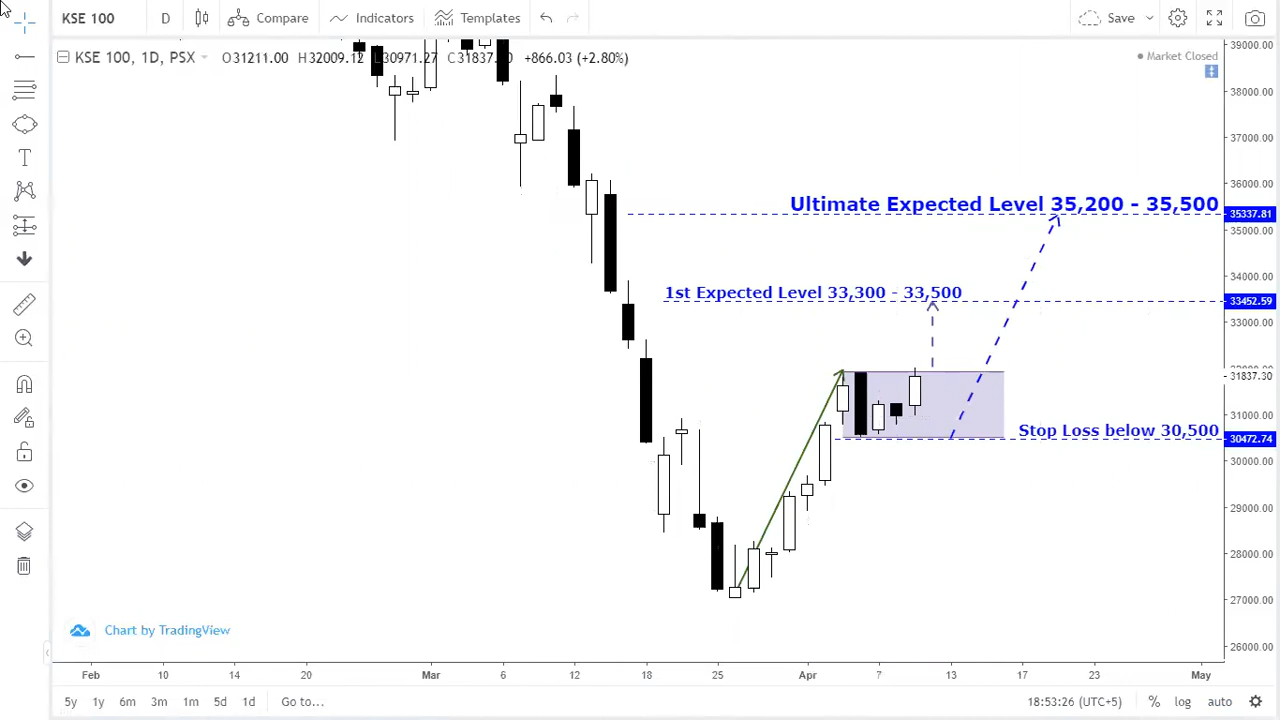 KSE 100 D Compare Indicators Templates Save
KSE 100, 1D, PSX O31211.00 H32009.12 L30971.27 C31837.30 +866.03 (+2.80%)
Market Closed
39000.00
38000.00
37000.00
36000.00
Ultimate Expected Level 35,200 - 35,500
35337.81
35000.00
34000.00
1st Expected Level 33,300 - 33,500
33452.59
33000.00
31837.30
31000.00
Stop Loss below 30,500
30472.74
30000.00
29000.00
28000.00
27000.00
26000.00
Chart by TradingView
Feb 10 14 20 Mar 6 12 18 25 Apr 7 13 17 23 May
5y 1y 6m 3m 1m 5d 1d Go to... 18:53:26 (UTC+5) % log auto